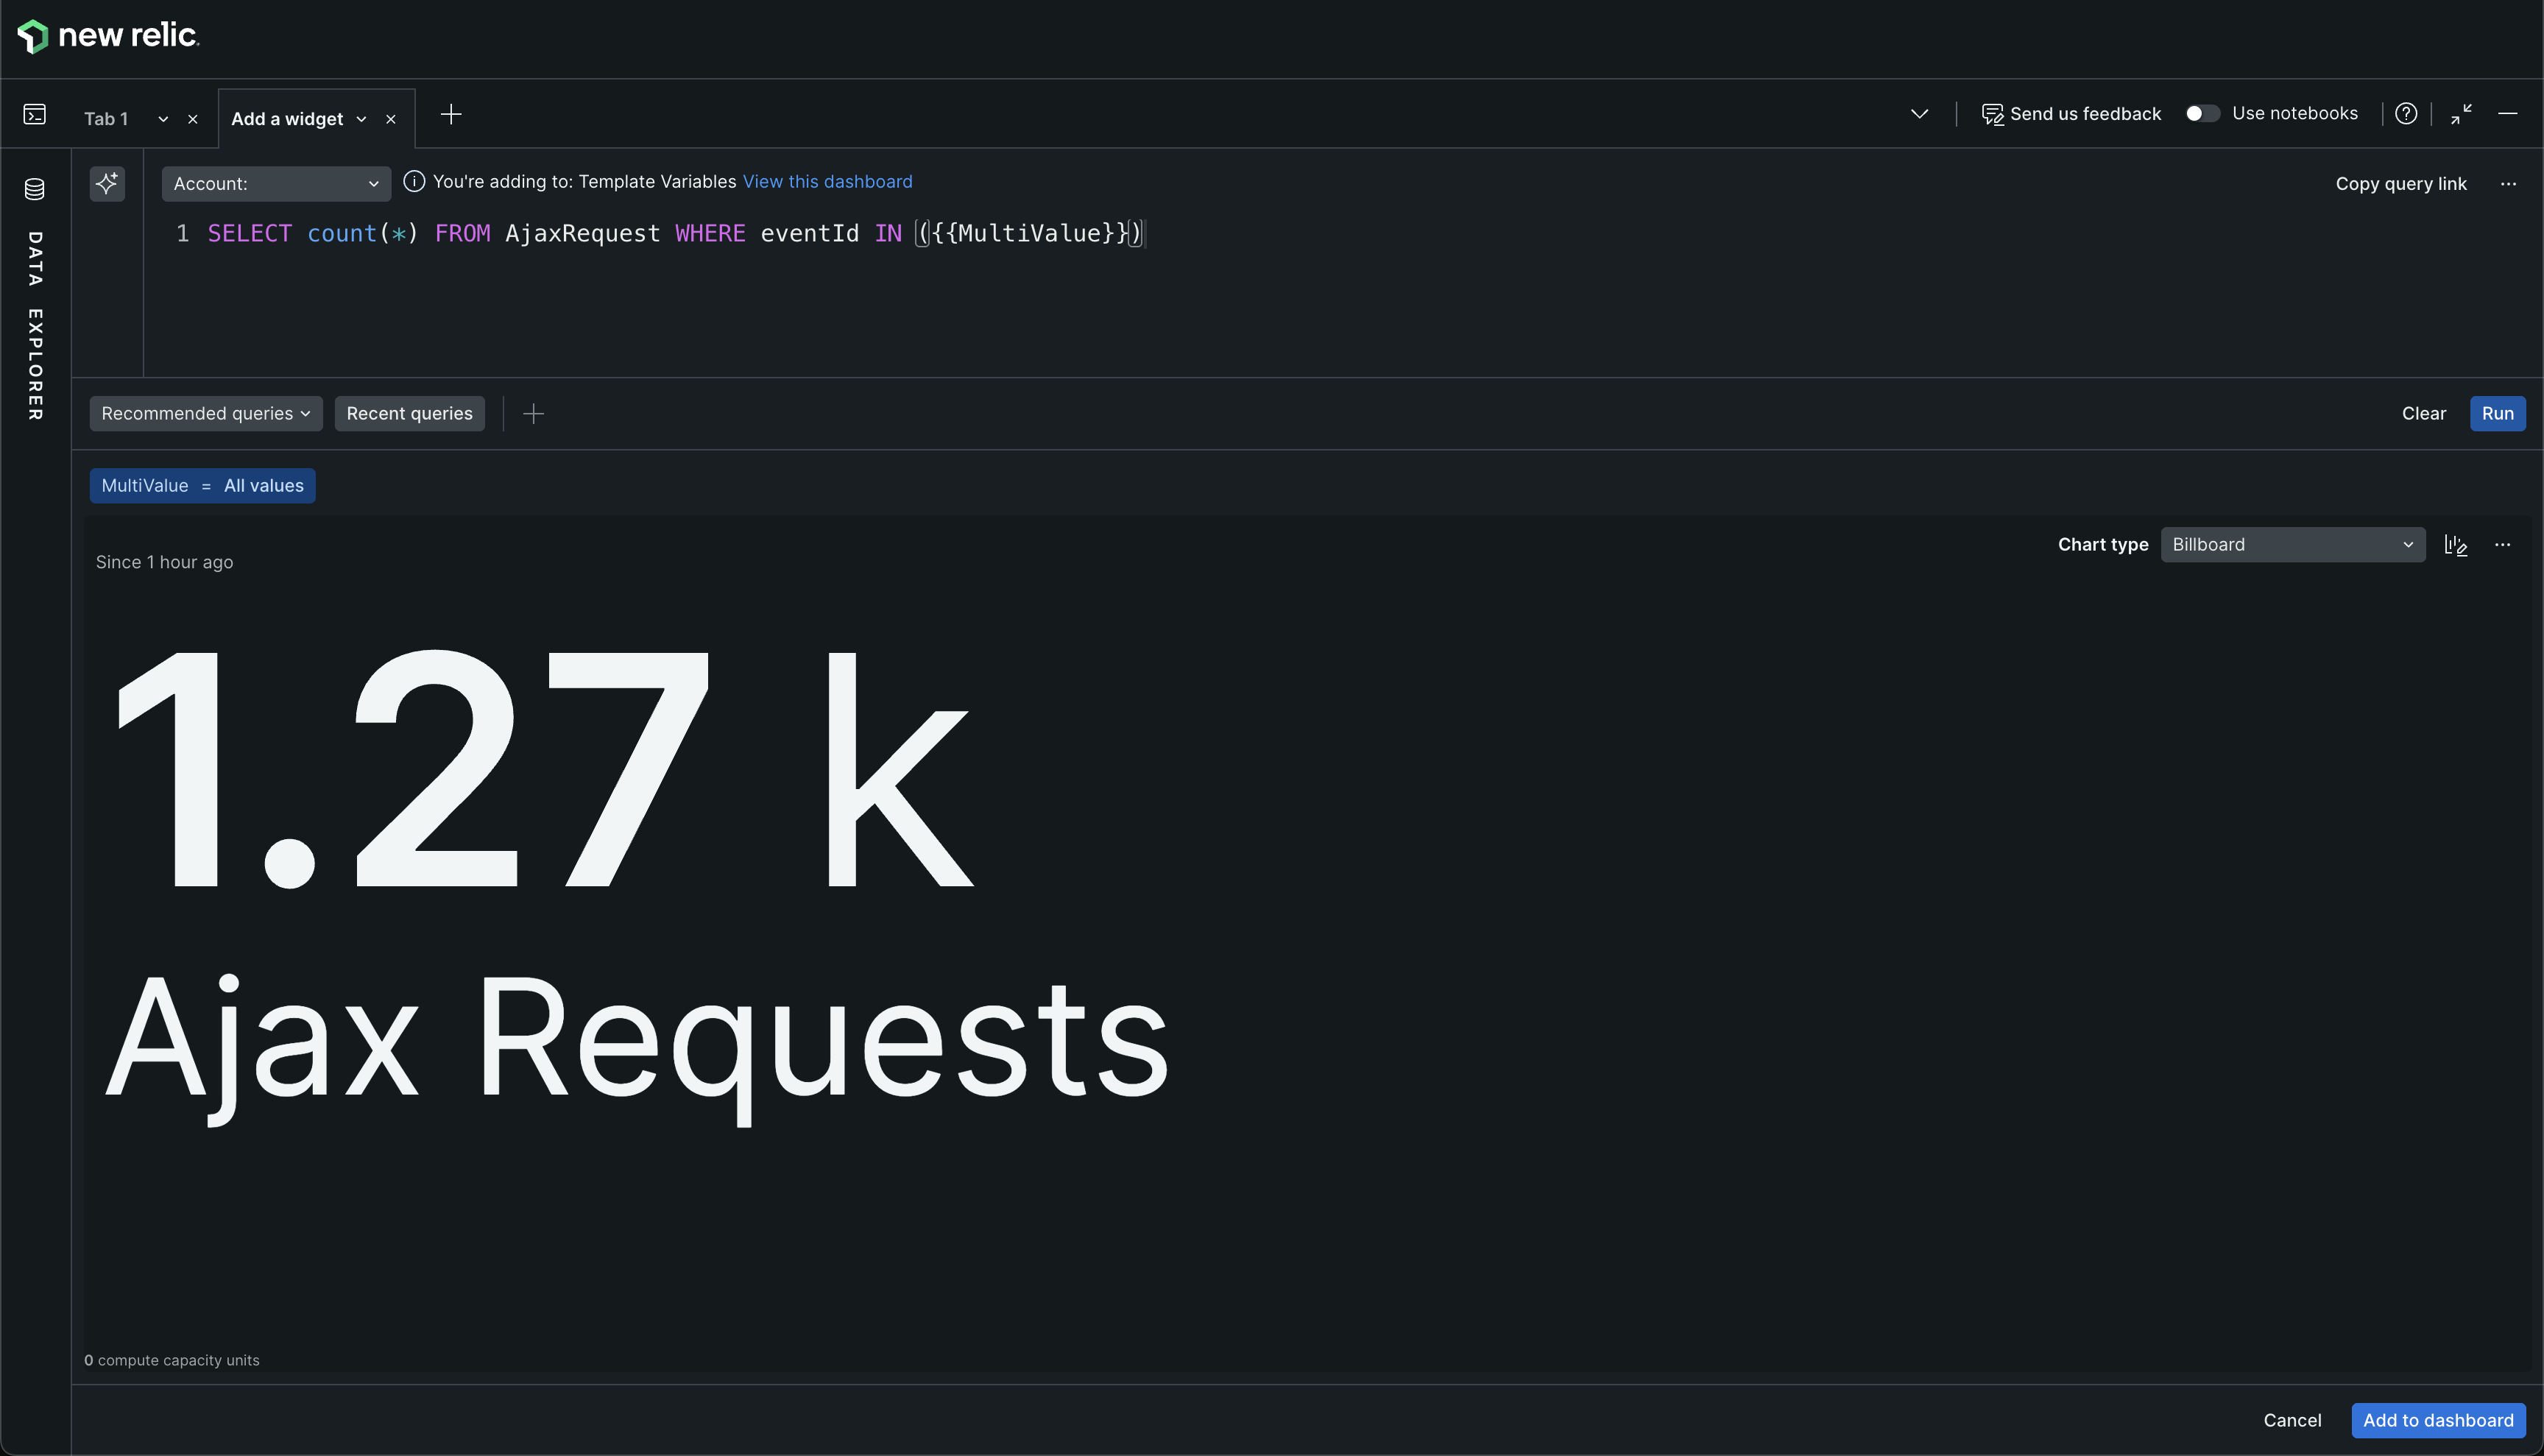 new relic
Tab 1
Add a widget
Send us feedback
Use notebooks
DATA EXPLORER
Account:
You're adding to: Template Variables View this dashboard
Copy query link
1 SELECT count(*) FROM AjaxRequest WHERE eventId IN ({{MultiValue}})
Recommended queries
Recent queries
Clear
Run
MultiValue = All values
Since 1 hour ago
Chart type
Billboard
1.27 k
Ajax Requests
0 compute capacity units
Cancel
Add to dashboard